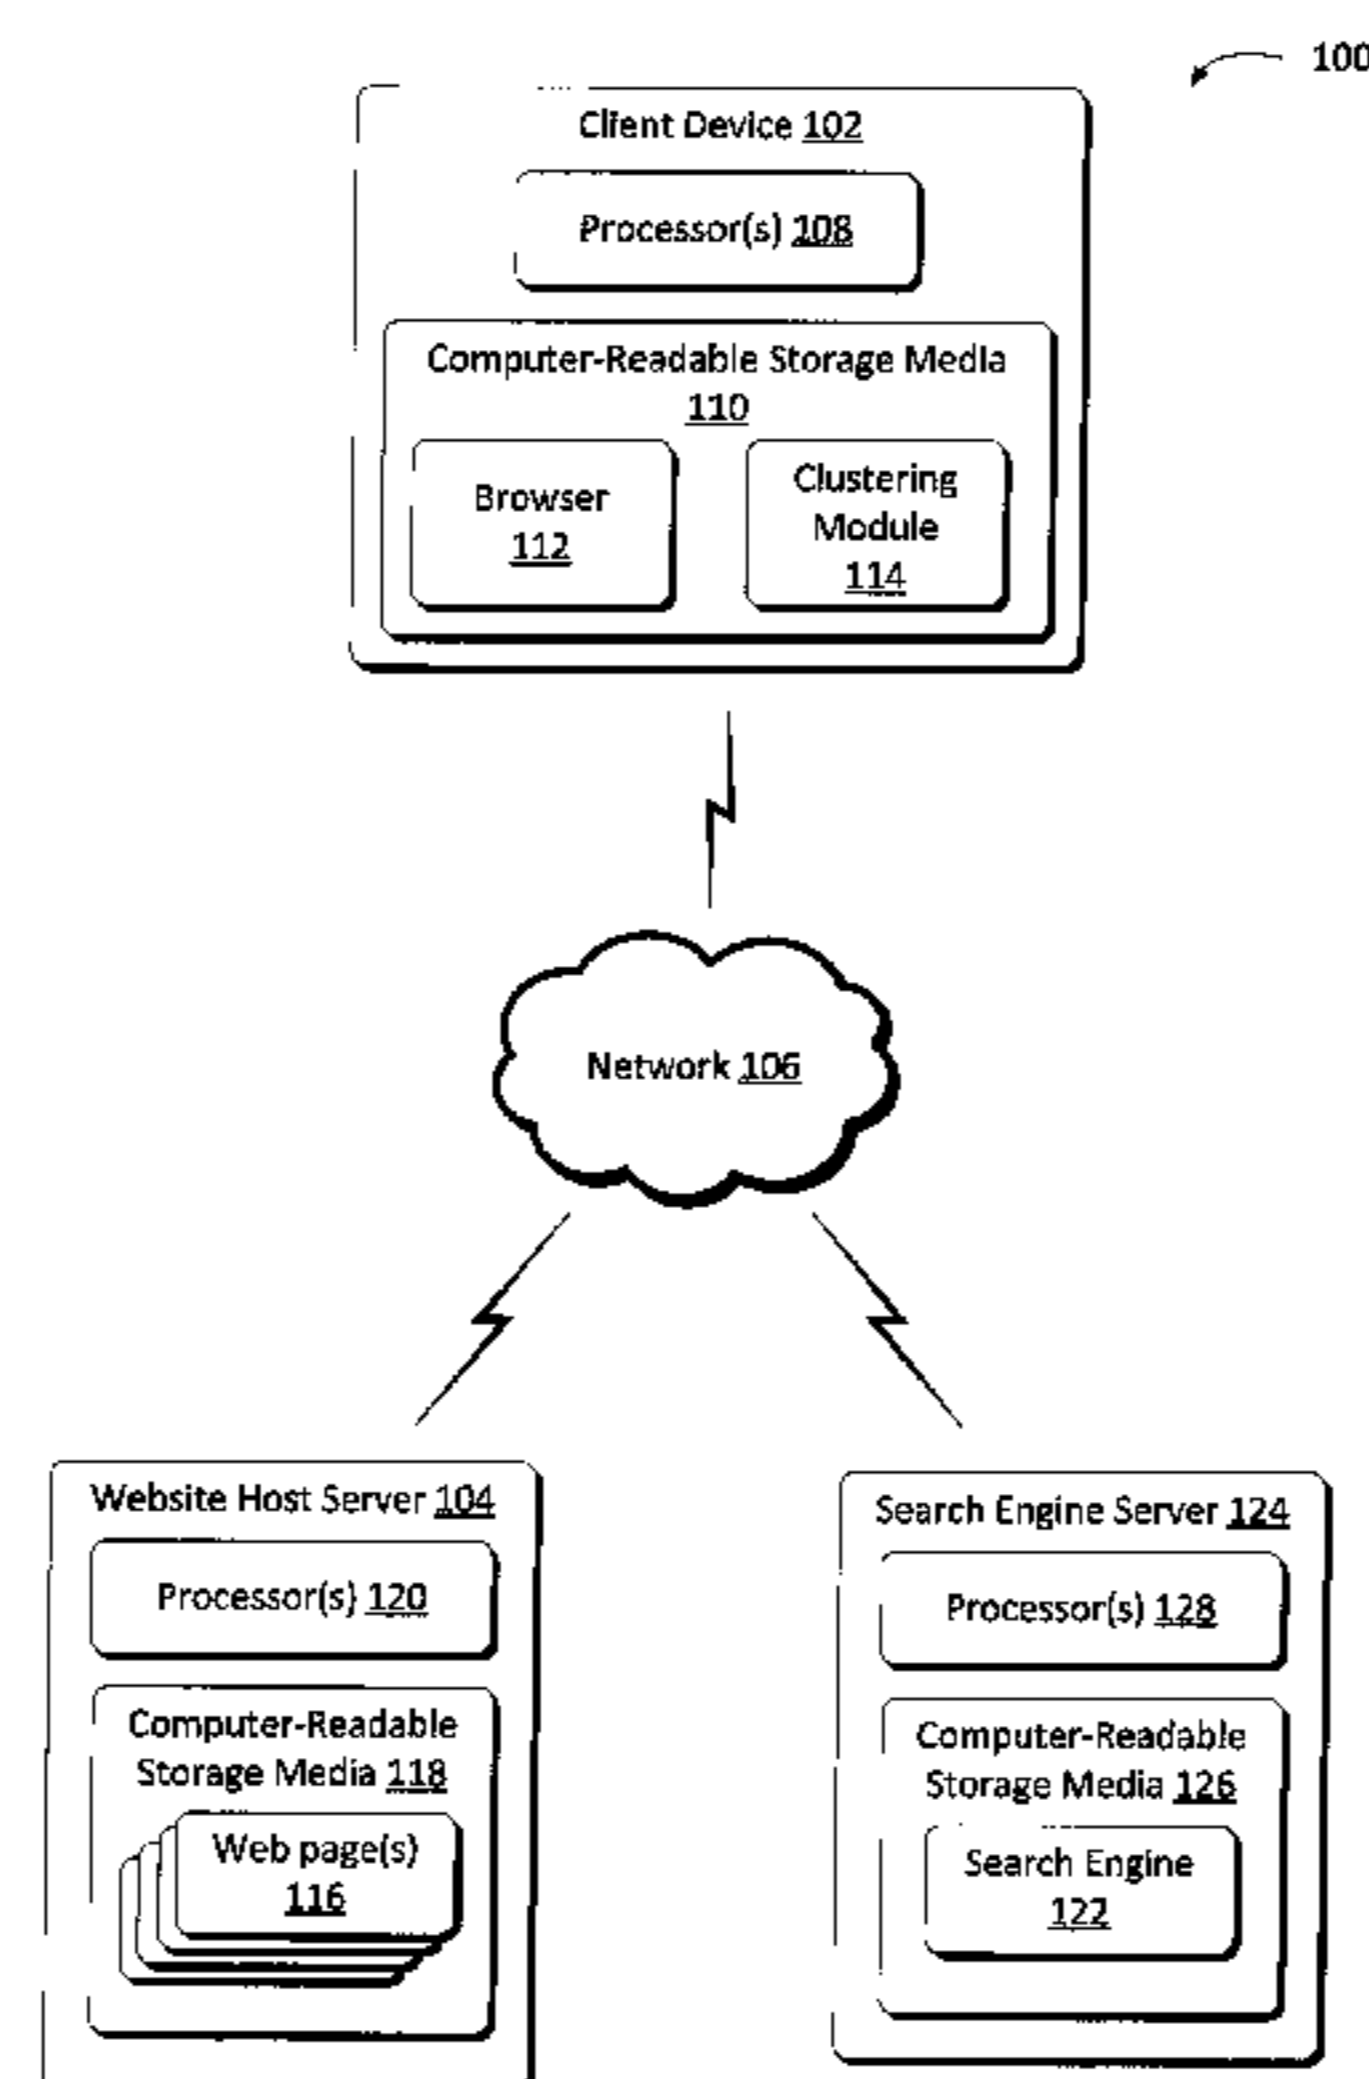 100
Client Device 102
Processor(s) 108
Computer-Readable Storage Media
110
Browser
112
Clustering
Module
114
Network 106
Website Host Server 104
Processor(s) 120
Computer-Readable
Storage Media 118
Web page(s)
116
Search Engine Server 124
Processor(s) 128
Computer-Readable
Storage Media 126
Search Engine
122